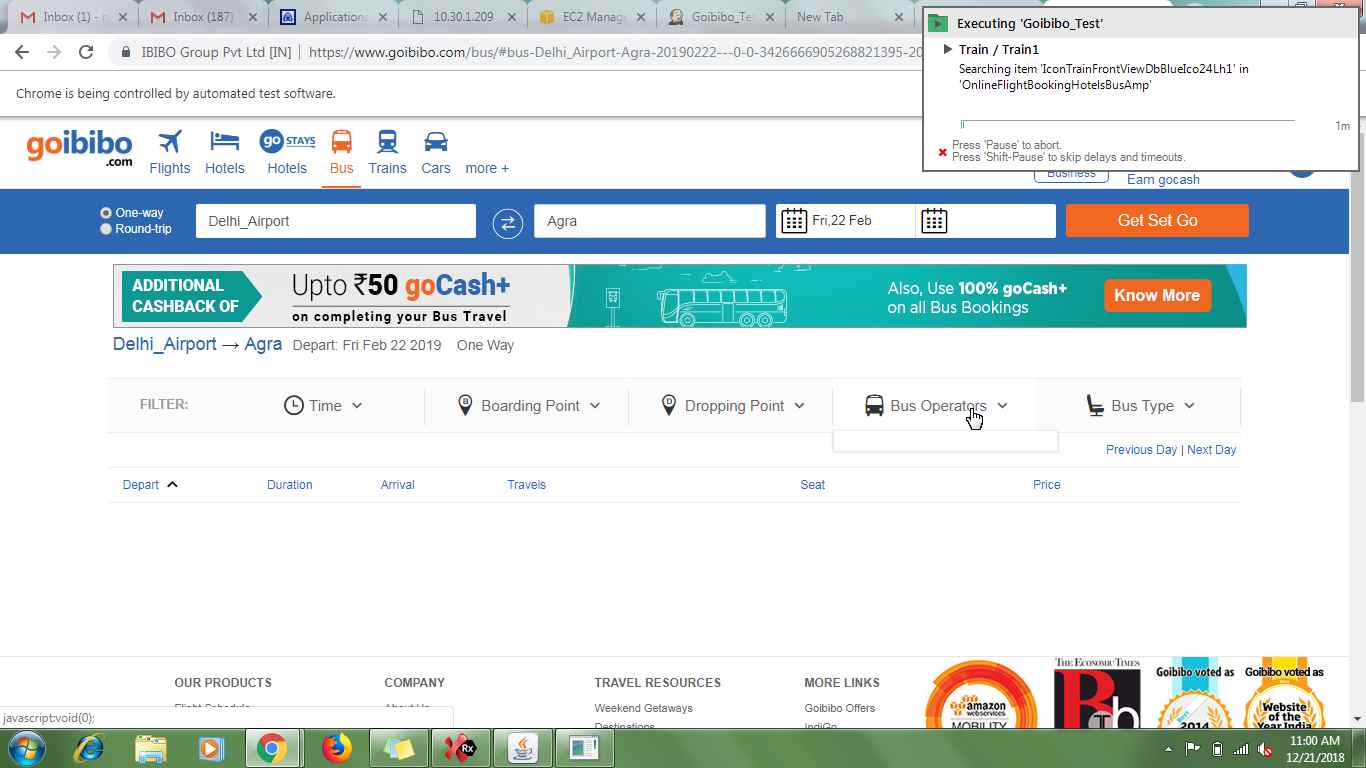 Inbox (1) - n
Inbox (187)
Applications
10.30.1.209
EC2 Manage
Goibibo_Te
New Tab
IBIBO Group Pvt Ltd [IN]
https://www.goibibo.com/bus/#bus-Delhi_Airport-Agra-20190222---0-0-3426666905268821395-20
Chrome is being controlled by automated test software.
Executing 'Goibibo_Test'
Train / Train1
Searching item 'IconTrainFrontViewDbBlueIco24Lh1' in
'OnlineFlightBookingHotelsBusAmp'
1m
Press 'Pause' to abort.
Press 'Shift-Pause' to skip delays and timeouts.
goibibo
.com
Flights
Hotels
go STAYS
Hotels
Bus
Trains
Cars
more +
Business
Earn gocash
One-way
Round-trip
Delhi_Airport
Agra
Fri,22 Feb
Get Set Go
ADDITIONAL
CASHBACK OF
Upto ₹50 goCash+
on completing your Bus Travel
Also, Use 100% goCash+
on all Bus Bookings
Know More
Delhi_Airport → Agra Depart: Fri Feb 22 2019 One Way
FILTER:
Time
B
Boarding Point
D
Dropping Point
Bus Operators
Bus Type
Previous Day | Next Day
Depart
Duration
Arrival
Travels
Seat
Price
OUR PRODUCTS
COMPANY
TRAVEL RESOURCES
MORE LINKS
Flight Schedule
About Us
Weekend Getaways
Goibibo Offers
Destinations
IndiGo
amazon
webservices
MOBILITY
THE ECONOMIC TIMES
B
b
Goibibo voted as
2014
Goibibo voted as
Website
of the
Year India
javascript:void(0);
Rx
11:00 AM
12/21/2018